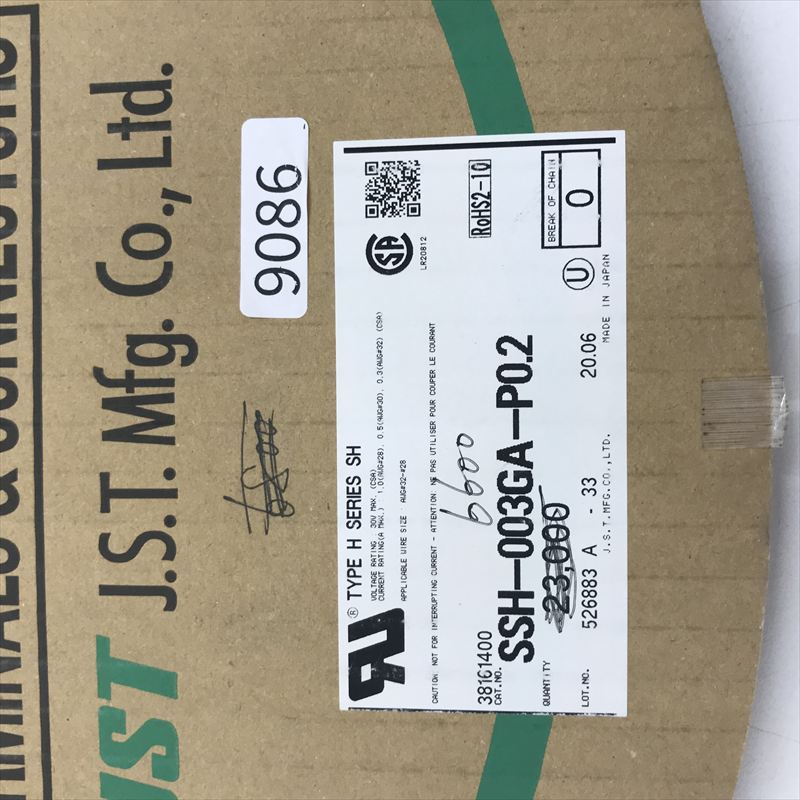 JST J.S.T. Mfg. Co., Ltd.
9086
® TYPE H SERIES SH
VOLTAGE RATING : 30V MAX. (CSA)
CURRENT RATING(A MAX.) : 1.0(AWG#28), 0.5(AWG#30), 0.3(AWG#32) (CSA)
APPLICABLE WIRE SIZE : AWG#32~#28
LR20812
CAUTION: NOT FOR INTERRUPTING CURRENT - ATTENTION: NE PAS UTILISER POUR COUPER LE COURANT
6600
RoHS2-10
38161400
CAT.NO. SSH-003GA-P0.2
BREAK OF CHAIN
0
QUANTITY 23,000
U
LOT.NO. 526883 A - 33 20.06
J.S.T.MFG.CO.,LTD. MADE IN JAPAN